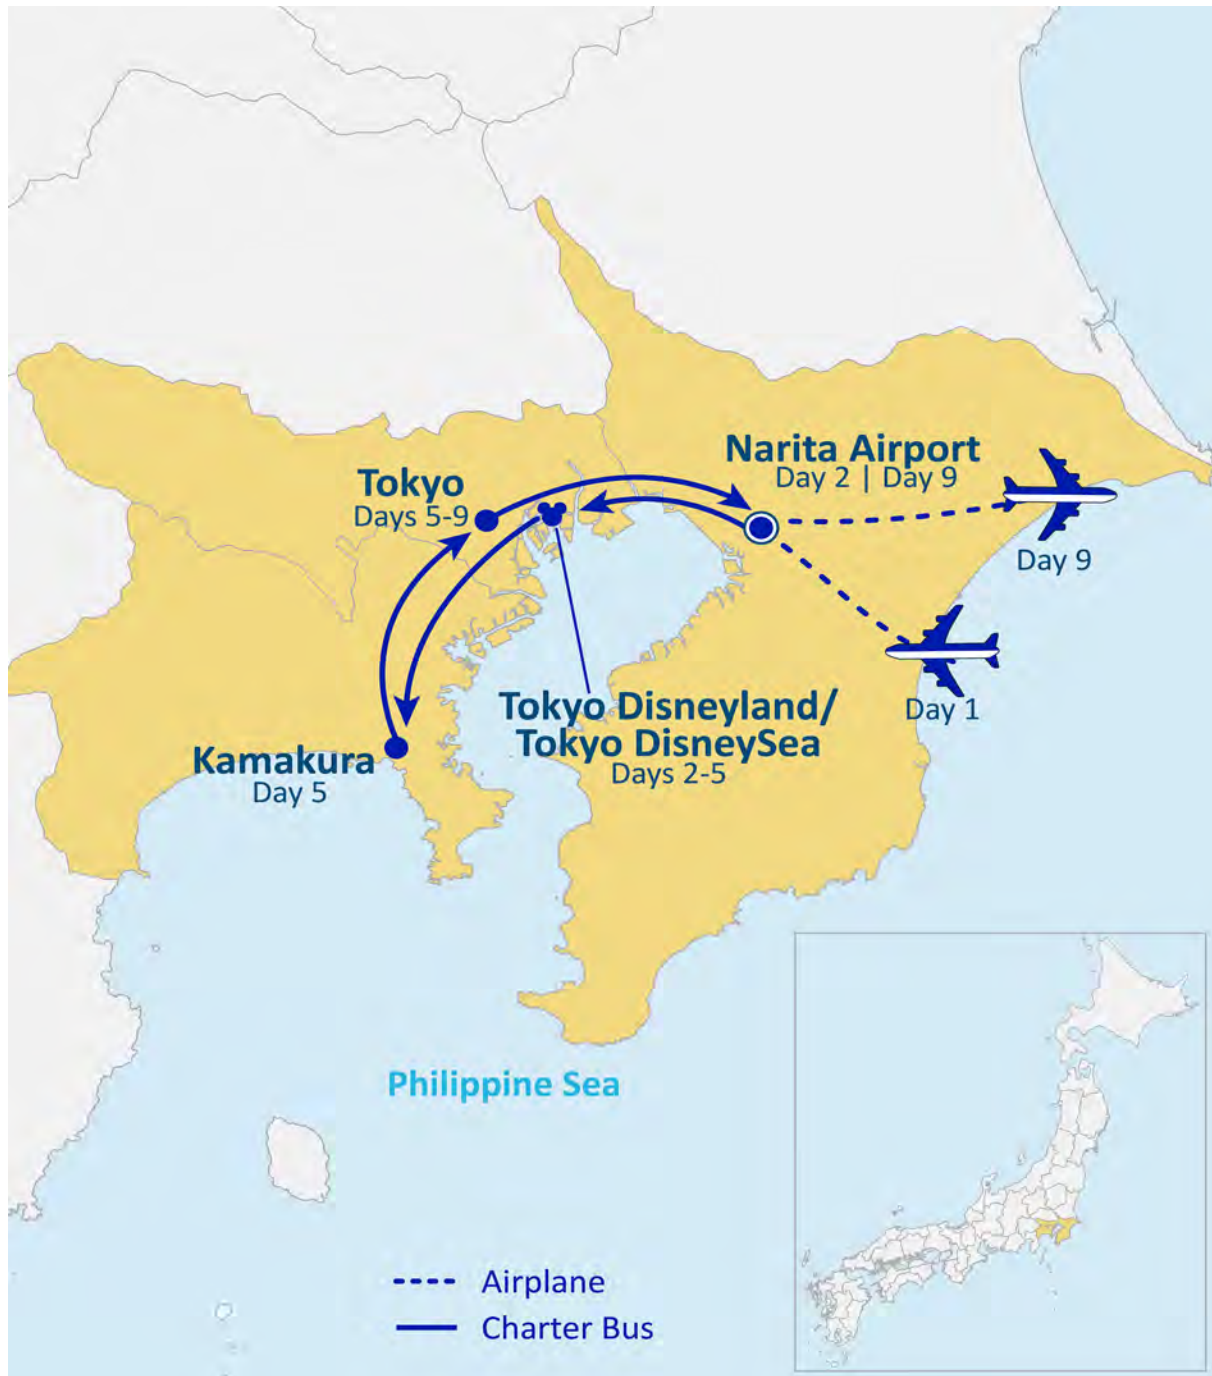 Narita Airport
Day 2 | Day 9
Tokyo
Days 5-9
Day 9
Day 1
Tokyo Disneyland/
Tokyo DisneySea
Days 2-5
Kamakura
Day 5
Philippine Sea
Airplane
Charter Bus